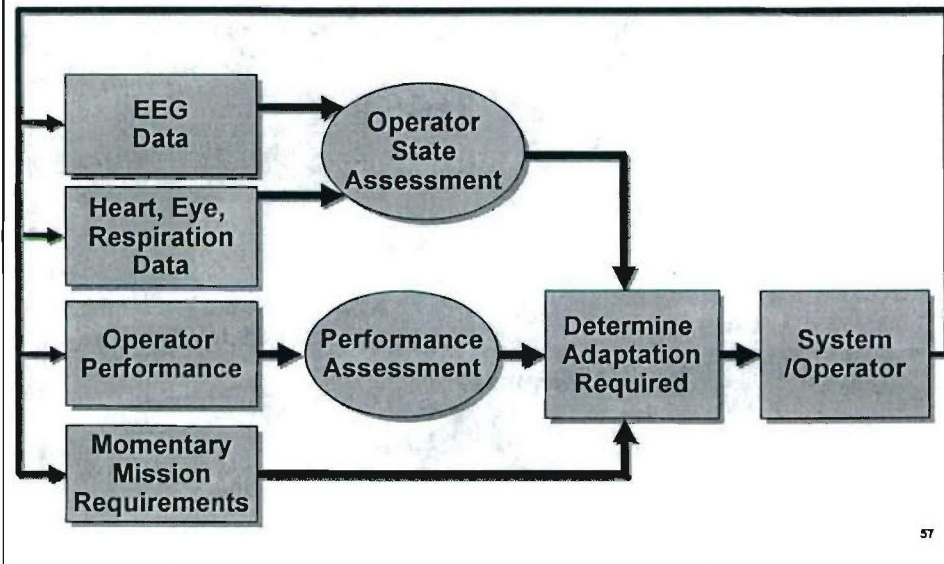 EEG
Data
Operator
State
Assessment
Heart, Eye,
Respiration
Data
Operator
Performance
Performance
Assessment
Determine
Adaptation
Required
System
/Operator
Momentary
Mission
Requirements
57